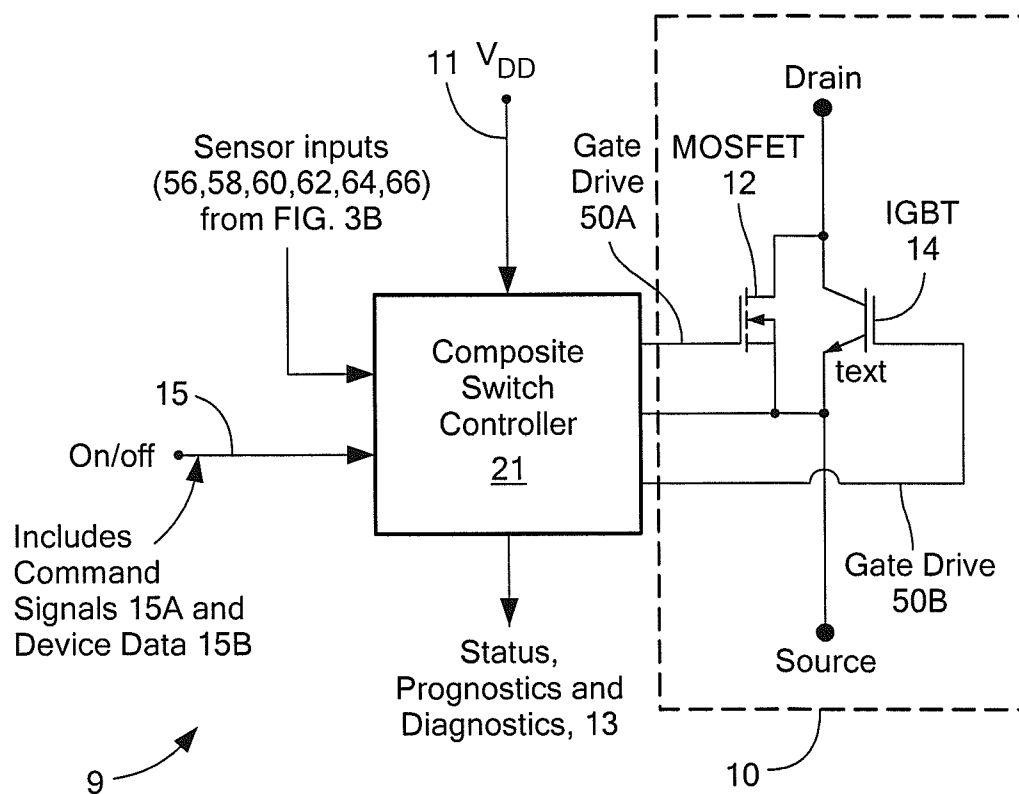 11
V_DD
Drain
Sensor inputs
(56,58,60,62,64,66)
from FIG. 3B
Gate
Drive
50A
MOSFET
12
IGBT
14
Composite
Switch
Controller
21
text
15
On/off
Includes
Command
Signals 15A and
Device Data 15B
Gate Drive
50B
Source
Status,
Prognostics and
Diagnostics, 13
9
10